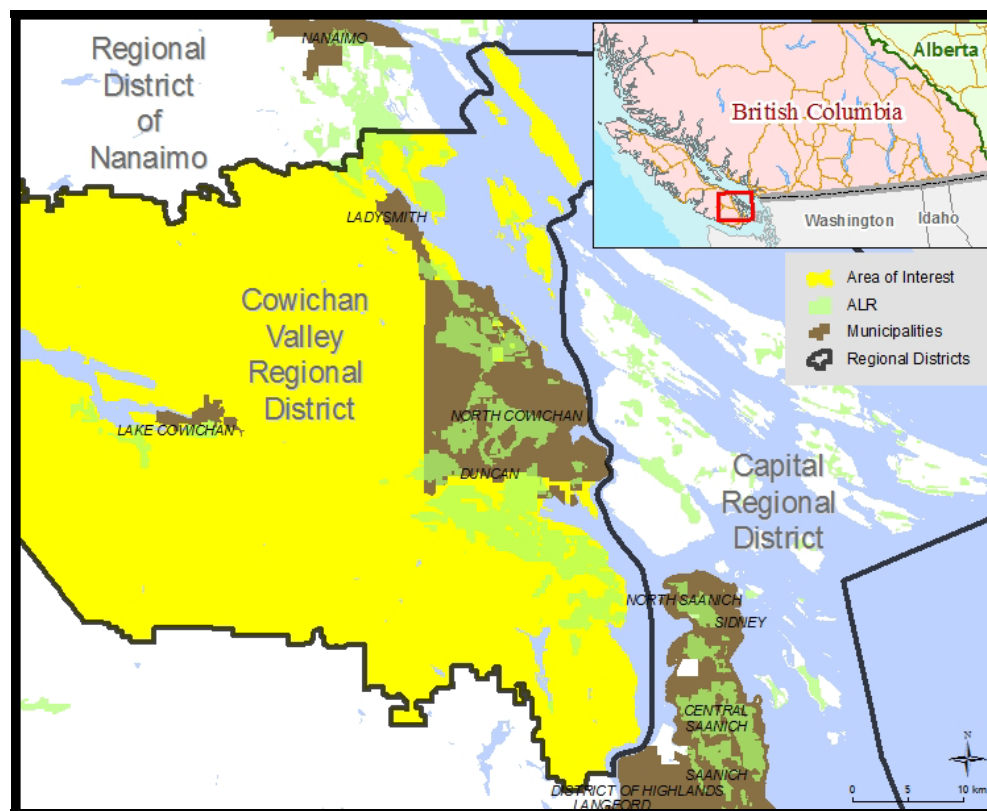 Regional
District
of
Nanaimo
NANAIMO
Alberta
British Columbia
Washington
Idaho
LADYSMITH
Area of Interest
ALR
Municipalities
Regional Districts
Cowichan
Valley
Regional
District
LAKE COWICHAN
NORTH COWICHAN
DUNCAN
Capital
Regional
District
NORTH SAANICH
SIDNEY
CENTRAL
SAANICH
SAANICH
DISTRICT OF HIGHLANDS
LANGFORD
N
0 5 10 km